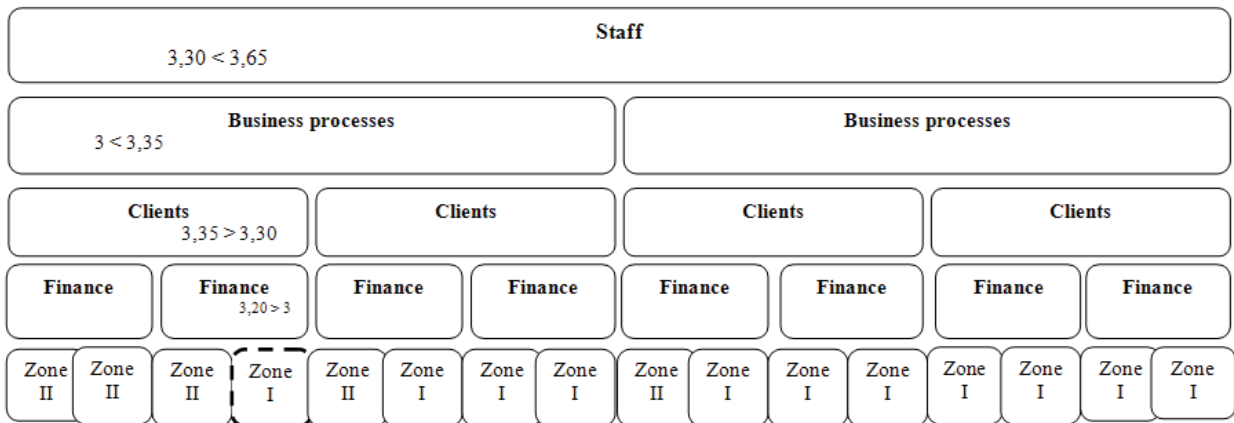 Staff
3,30 < 3,65
Business processes Business processes
3 < 3,35
Clients Clients Clients Clients
3,35 > 3,30
Finance Finance Finance Finance Finance Finance Finance Finance
3,20 > 3
Zone Zone Zone Zone Zone Zone Zone Zone Zone Zone Zone Zone Zone Zone Zone Zone
II II II I II I I I II I I I I I I I